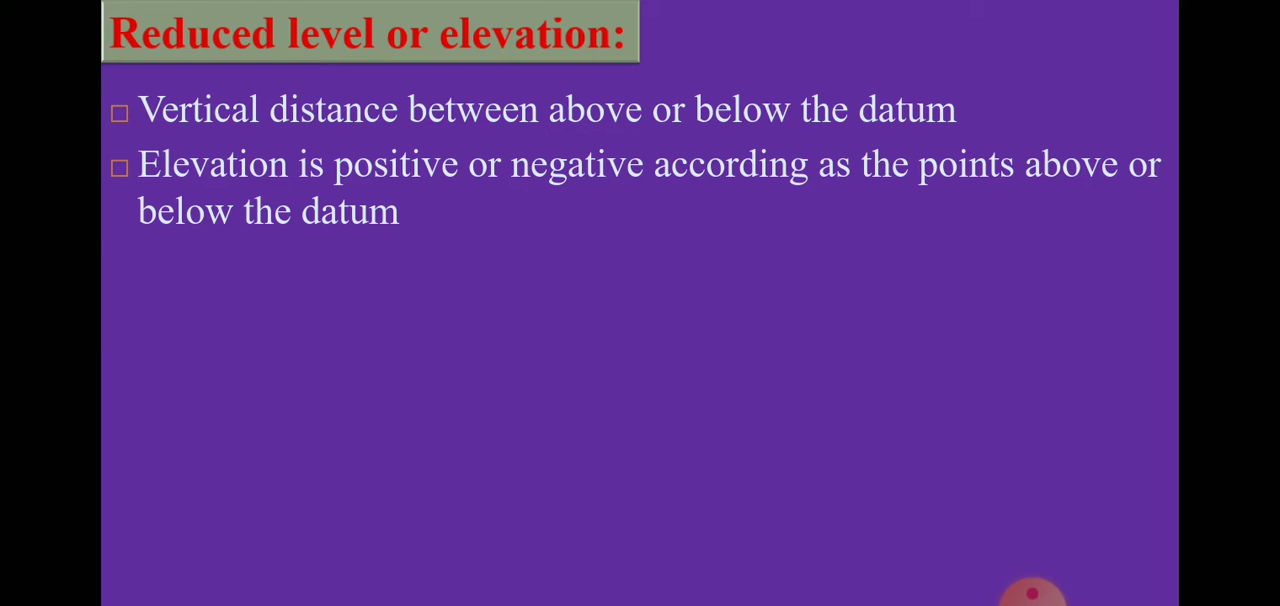 Reduced level or elevation:
Vertical distance between above or below the datum
Elevation is positive or negative according as the points above or
below the datum